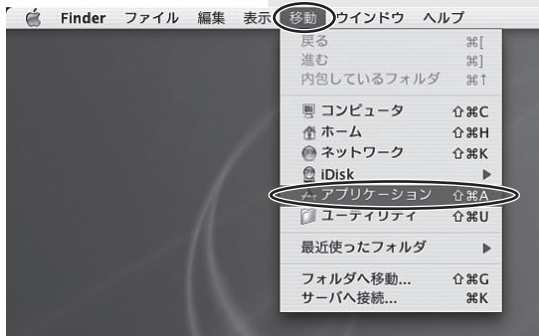 Finder ファイル 編集 表示 移動 ウインドウ ヘルプ
戻る ⌘[
進む ⌘]
内包しているフォルダ ⌘↑
コンピュータ ⇧⌘C
ホーム ⇧⌘H
ネットワーク ⇧⌘K
iDisk ▶
アプリケーション ⇧⌘A
ユーティリティ ⇧⌘U
最近使ったフォルダ ▶
フォルダへ移動... ⇧⌘G
サーバへ接続... ⌘K